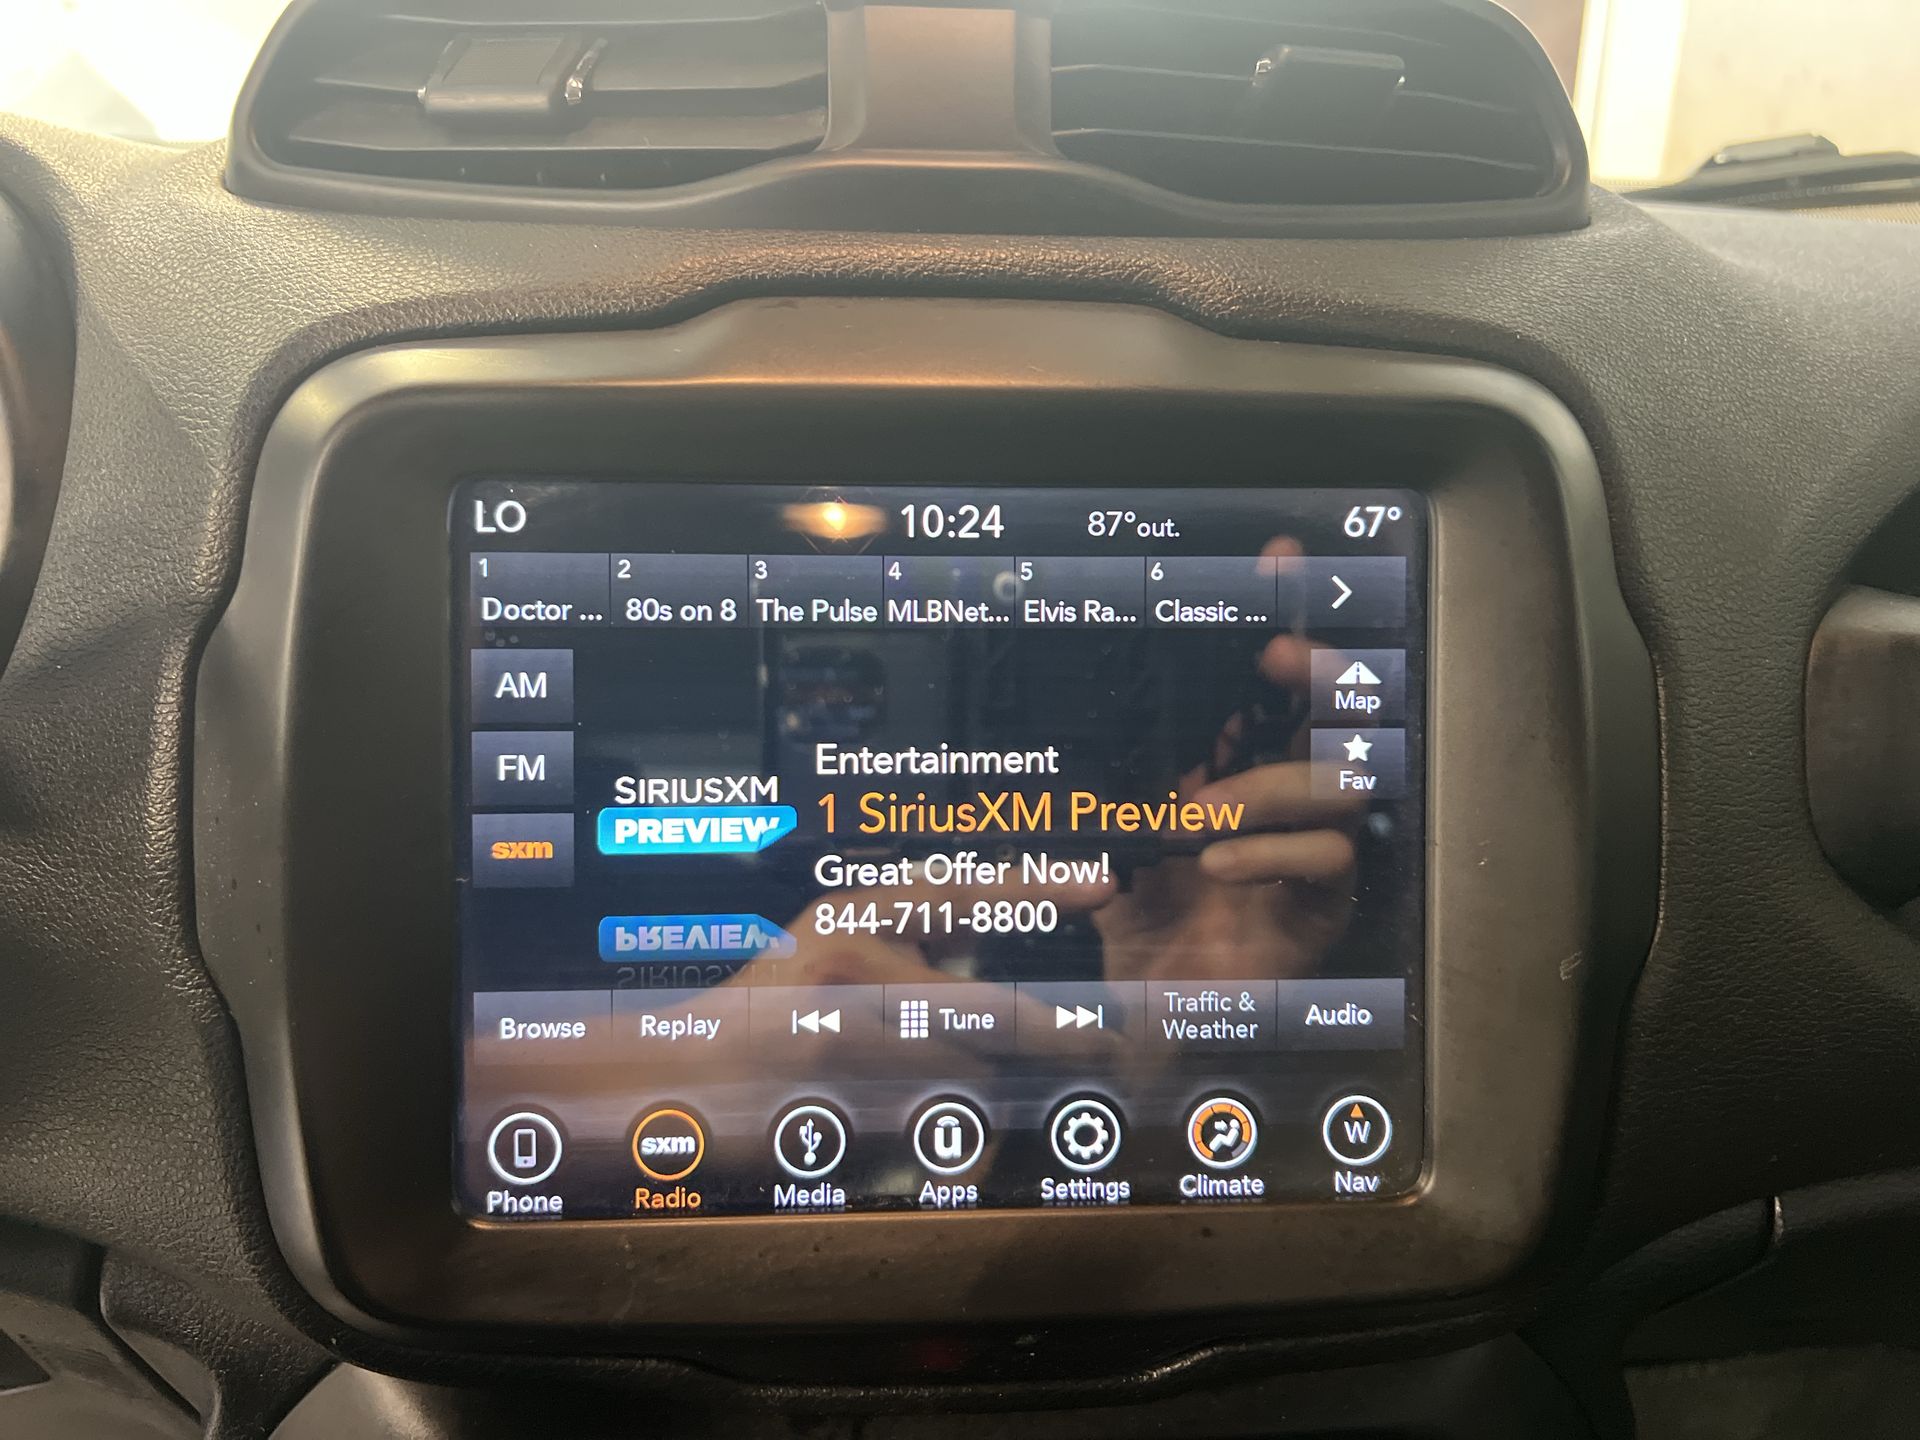 LO 10:24 87°out. 67°
1 2 3 4 5 6
Doctor ... 80s on 8 The Pulse MLBNet... Elvis Ra... Classic ...
AM
Map
FM
Fav
sxm
SIRIUSXM
PREVIEW
Entertainment
1 SiriusXM Preview
Great Offer Now!
844-711-8800
PREVIEW
SIRIUSXM
Browse Replay Tune Traffic & Weather Audio
sxm u W
Phone Radio Media Apps Settings Climate Nav